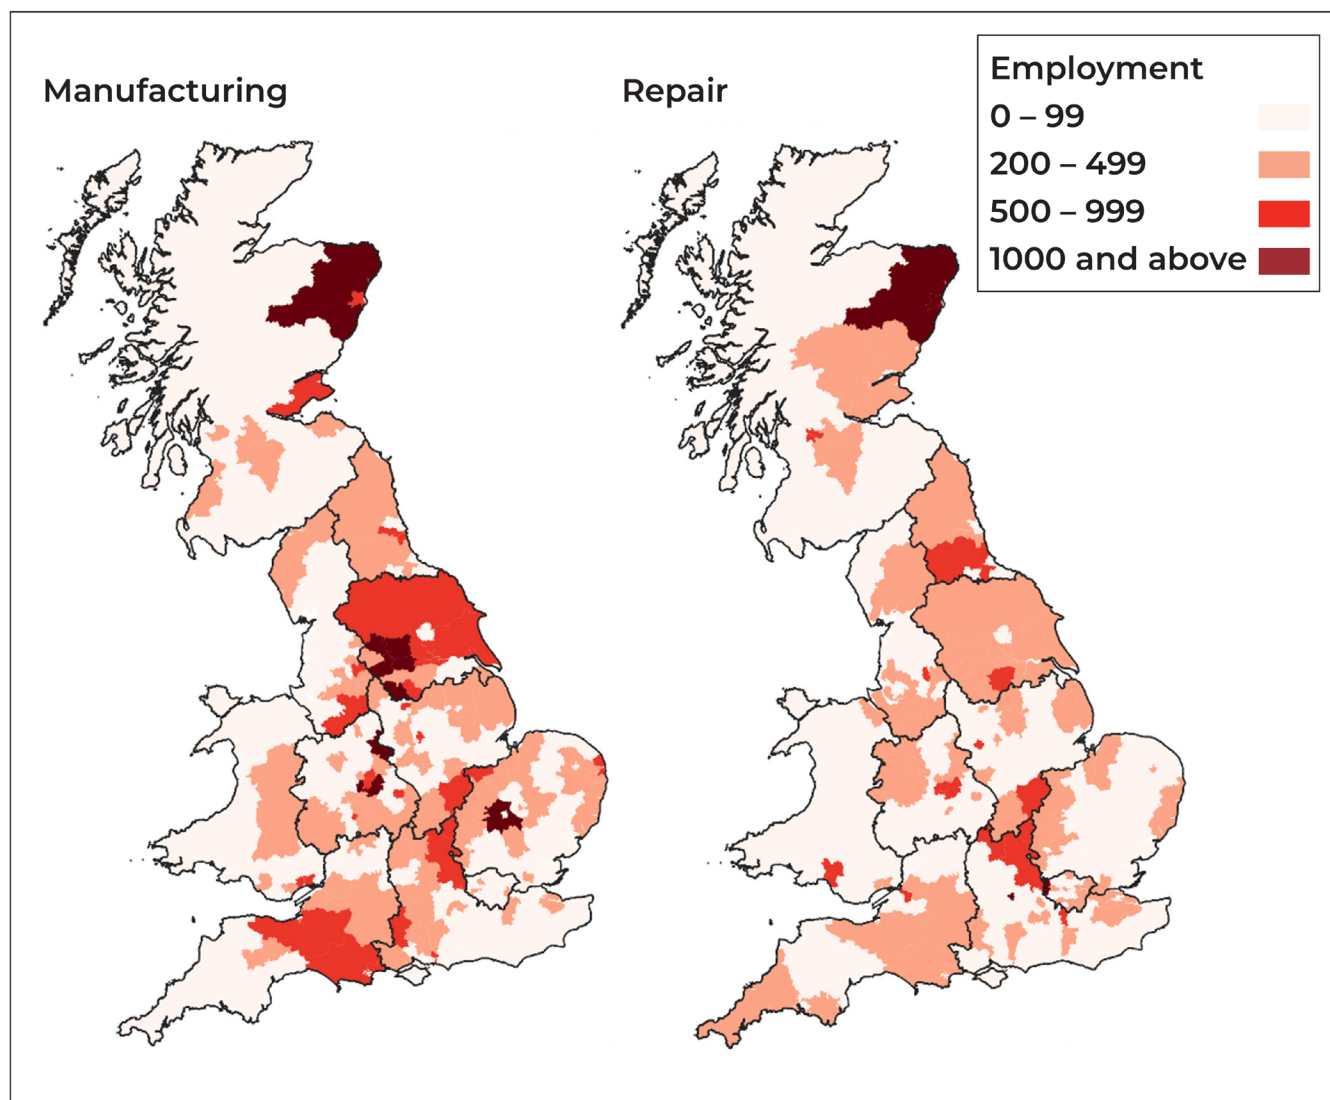 Manufacturing
Repair
Employment
0 – 99
200 – 499
500 – 999
1000 and above